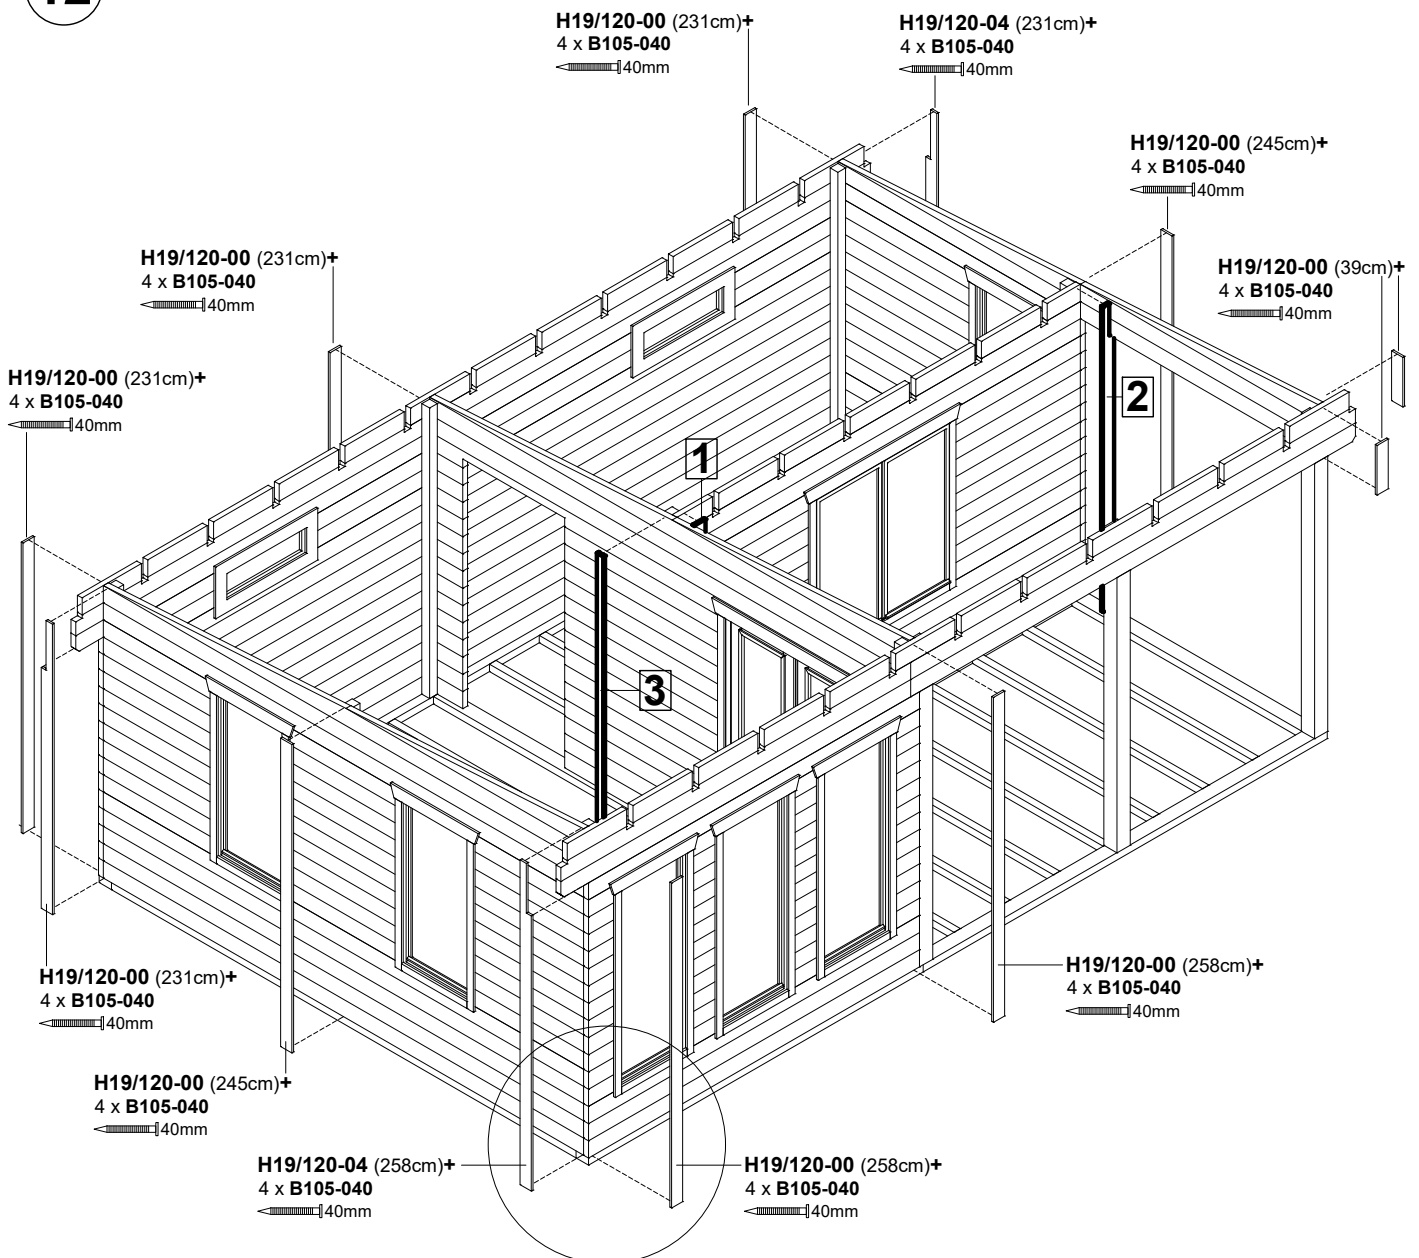 H19/120-00 (231cm)+
4 x B105-040
40mm
H19/120-04 (231cm)+
4 x B105-040
40mm
H19/120-00 (245cm)+
4 x B105-040
40mm
H19/120-00 (231cm)+
4 x B105-040
40mm
H19/120-00 (39cm)+
4 x B105-040
40mm
H19/120-00 (231cm)+
4 x B105-040
40mm
2
1
3
H19/120-00 (231cm)+
4 x B105-040
40mm
H19/120-00 (258cm)+
4 x B105-040
40mm
H19/120-00 (245cm)+
4 x B105-040
40mm
H19/120-04 (258cm)+
4 x B105-040
40mm
H19/120-00 (258cm)+
4 x B105-040
40mm